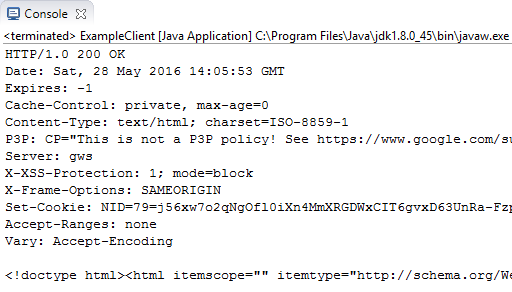 Console
<terminated> ExampleClient [Java Application] C:\Program Files\Java\jdk1.8.0_45\bin\javaw.exe
HTTP/1.0 200 OK
Date: Sat, 28 May 2016 14:05:53 GMT
Expires: -1
Cache-Control: private, max-age=0
Content-Type: text/html; charset=ISO-8859-1
P3P: CP="This is not a P3P policy! See https://www.google.com/su
Server: gws
X-XSS-Protection: 1; mode=block
X-Frame-Options: SAMEORIGIN
Set-Cookie: NID=79=j56xw7o2qNgOfl0iXn4MmXRGDWxCIT6gvxD63UnRa-Fzp
Accept-Ranges: none
Vary: Accept-Encoding
<!doctype html><html itemscope="" itemtype="http://schema.org/We